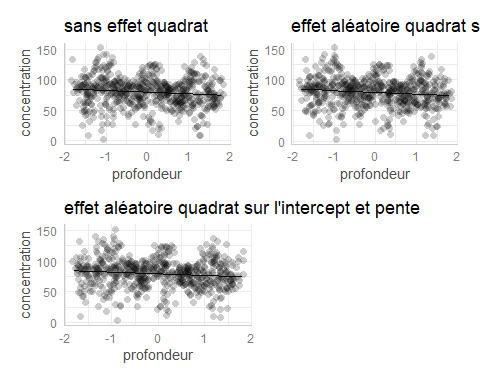 sans effet quadrat
effet aléatoire quadrat s
150
100
50
0
concentration
-2 -1 0 1 2
profondeur
150
100
50
0
concentration
-2 -1 0 1 2
profondeur
effet aléatoire quadrat sur l'intercept et pente
150
100
50
0
concentration
-2 -1 0 1 2
profondeur